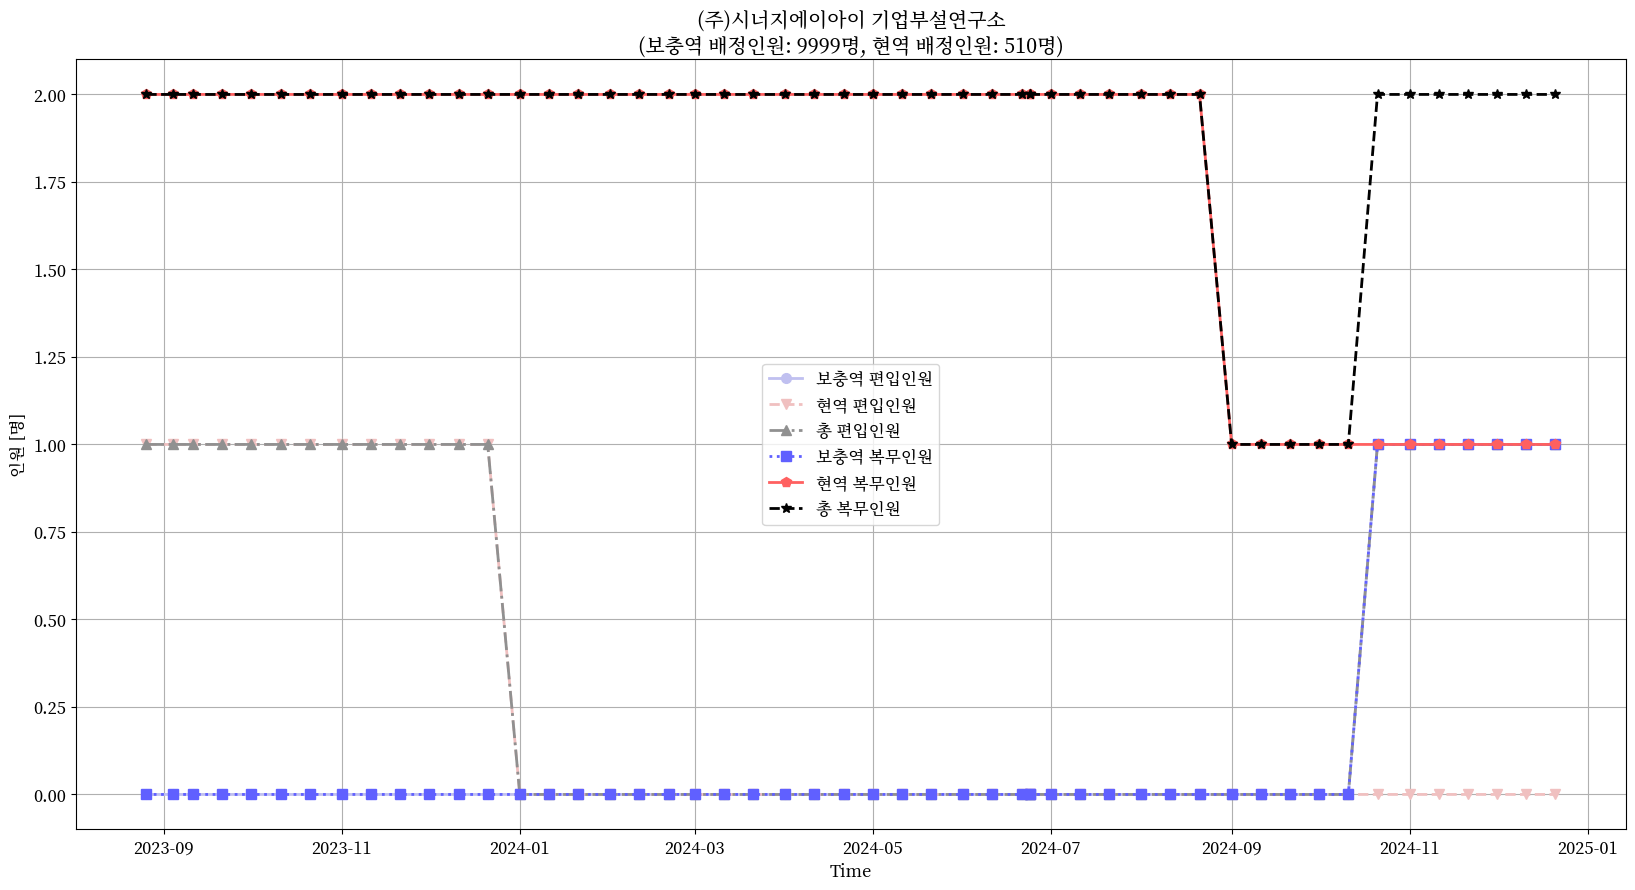 (주)시너지에이아이 기업부설연구소
(보충역 배정인원: 9999명, 현역 배정인원: 510명)
2.00
1.75
1.50
1.25
1.00
0.75
0.50
0.25
0.00
인원 [명]
보충역 편입인원
현역 편입인원
총 편입인원
보충역 복무인원
현역 복무인원
총 복무인원
2023-09 2023-11 2024-01 2024-03 2024-05 2024-07 2024-09 2024-11 2025-01
Time